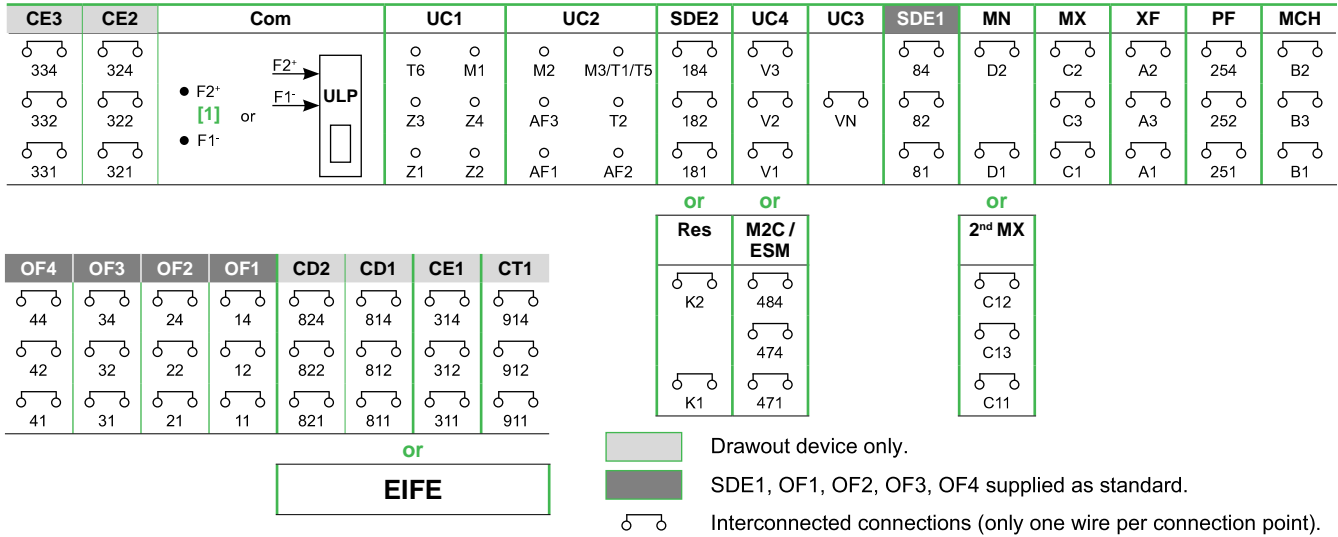 CE3 CE2 Com UC1 UC2 SDE2 UC4 UC3 SDE1 MN MX XF PF MCH
334 324 F2+ T6 M1 M2 M3/T1/T5 184 V3 84 D2 C2 A2 254 B2
F2+ F1- ULP
[1] or
332 322 Z3 Z4 AF3 T2 182 V2 VN 82 C3 A3 252 B3
F1-
331 321 Z1 Z2 AF1 AF2 181 V1 81 D1 C1 A1 251 B1
or or or
Res M2C / ESM 2nd MX
K2 484 C12
474 C13
K1 471 C11
OF4 OF3 OF2 OF1 CD2 CD1 CE1 CT1
44 34 24 14 824 814 314 914
42 32 22 12 822 812 312 912
41 31 21 11 821 811 311 911
or
EIFE
Drawout device only.
SDE1, OF1, OF2, OF3, OF4 supplied as standard.
Interconnected connections (only one wire per connection point).